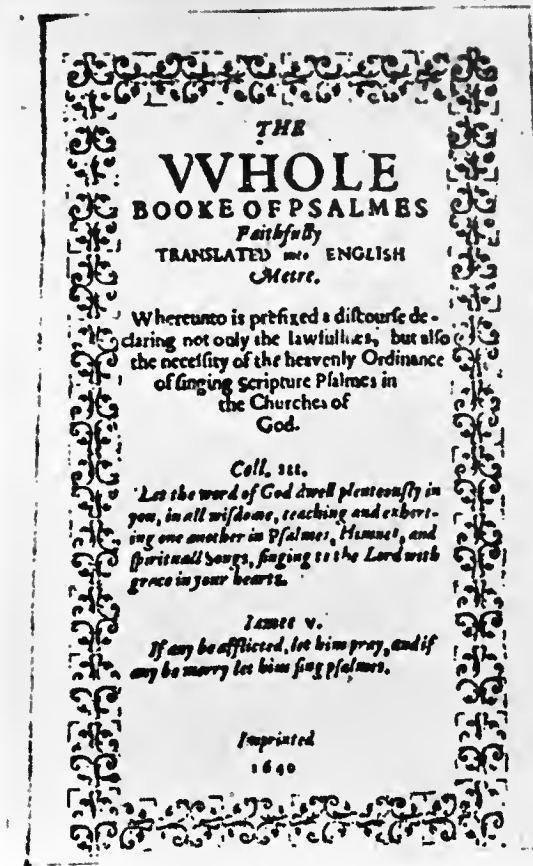 THE
VVHOLE
BOOKE OF PSALMES
Faithfully
TRANSLATED into ENGLISH
Metre.
Whereunto is prefixed a diſcourſe de-
claring not only the lawfullnes, but alſo
the neceſſity of the heavenly Ordinance
of ſinging Scripture Pſalmes in
the Churches of
God.
Coll. III.
Let the word of God dwell plenteouſly in
you, in all wiſdome, teaching and exhort-
ing one another in Pſalmes, Himnes, and
ſpirituall Songs, ſinging to the Lord with
grace in your hearts.
Iames v.
If any be afflicted, let him pray, and if
any be merry let him ſing pſalmes.
Imprinted
1640